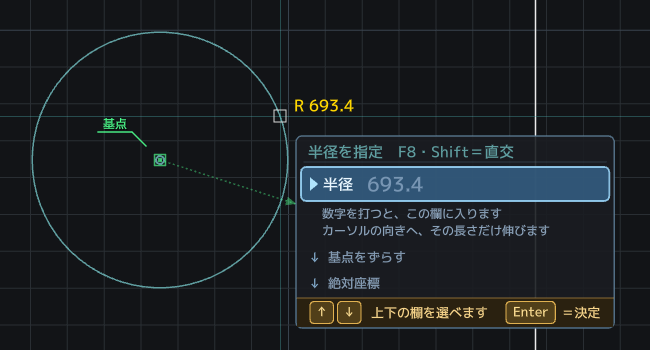 R 693.4
基点
半径を指定　F8・Shift＝直交
半径 693.4
数字を打つと、この欄に入ります
カーソルの向きへ、その長さだけ伸びます
↓ 基点をずらす
↓ 絶対座標
↑ ↓ 上下の欄を選べます Enter ＝決定